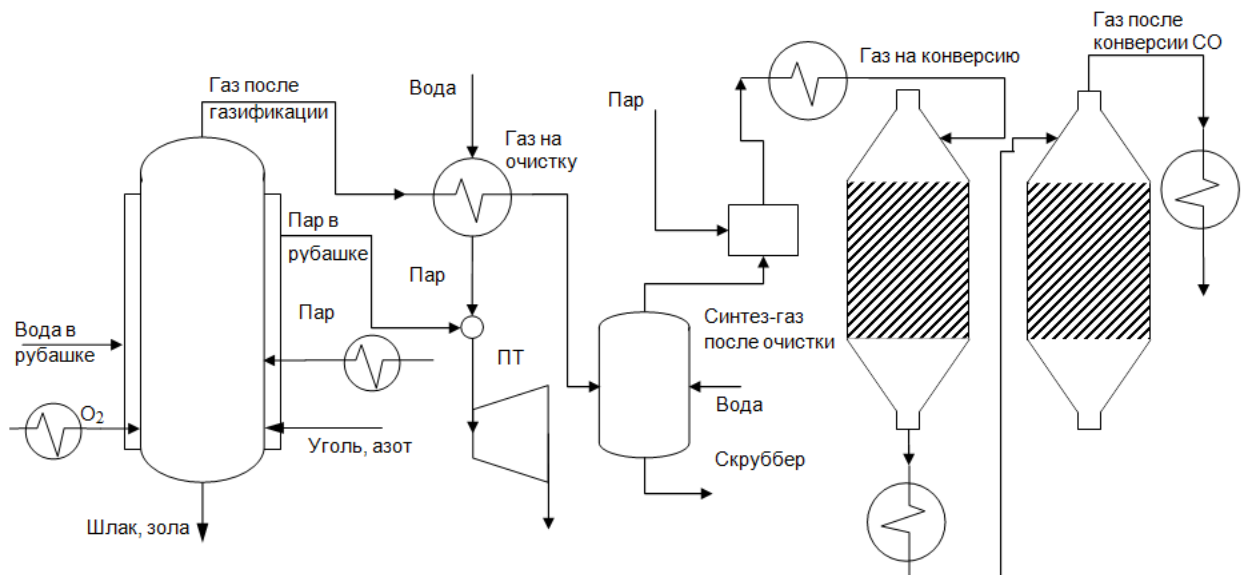 Газ после
газификации
Вода
Газ на
очистку
Пар в
рубашке
Пар
Пар
Вода в
рубашке
O2
Уголь, азот
Шлак, зола
ПТ
Пар
Газ на конверсию
Газ после
конверсии СО
Синтез-газ
после очистки
Вода
Скруббер